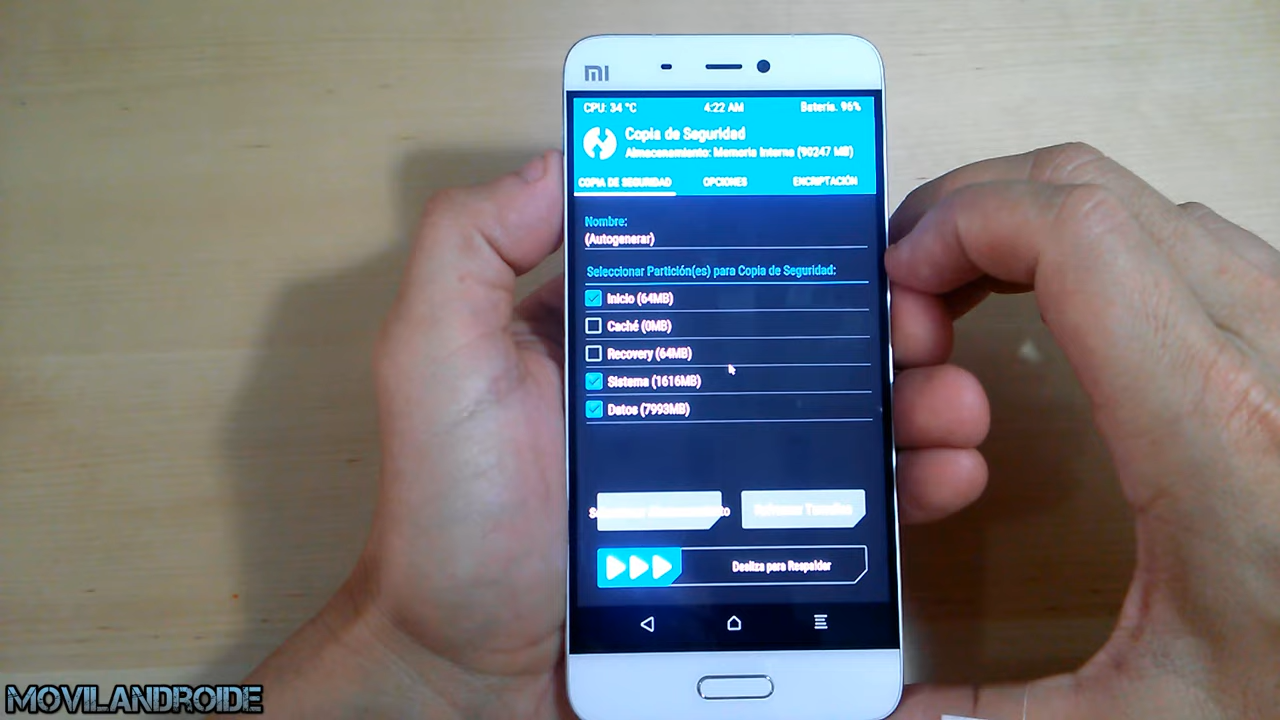 MI
CPU: 34 °C 4:22 AM Batería: 96%
Copia de Seguridad
Almacenamiento: Memoria Interna (90247 MB)
COPIA DE SEGURIDAD OPCIONES ENCRIPTACIÓN
Nombre:
(Autogenerar)
Seleccionar Partición(es) para Copia de Seguridad:
Inicio (64MB)
Caché (0MB)
Recovery (64MB)
Sistema (1616MB)
Datos (7993MB)
Desliza para Respaldar
MOVILANDROIDE